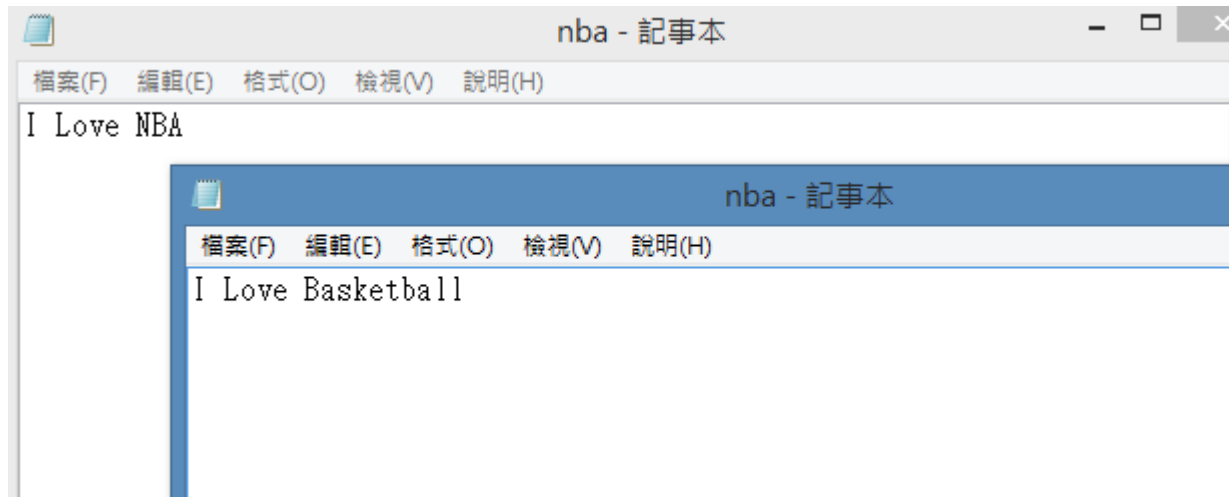 nba - 記事本
檔案(F) 編輯(E) 格式(O) 檢視(V) 說明(H)
I Love NBA
nba - 記事本
檔案(F) 編輯(E) 格式(O) 檢視(V) 說明(H)
I Love Basketball